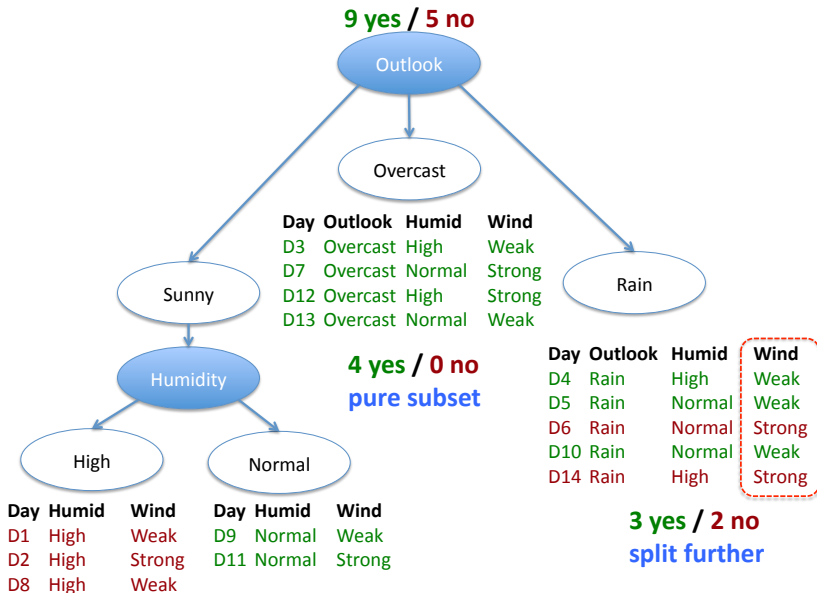 9 yes / 5 no
Outlook
Overcast
Day Outlook Humid Wind
D3 Overcast High Weak
D7 Overcast Normal Strong
D12 Overcast High Strong
D13 Overcast Normal Weak
4 yes / 0 no
pure subset
Sunny
Humidity
High
Day Humid Wind
D1 High Weak
D2 High Strong
D8 High Weak
Normal
Day Humid Wind
D9 Normal Weak
D11 Normal Strong
Rain
Day Outlook Humid Wind
D4 Rain High Weak
D5 Rain Normal Weak
D6 Rain Normal Strong
D10 Rain Normal Weak
D14 Rain High Strong
3 yes / 2 no
split further